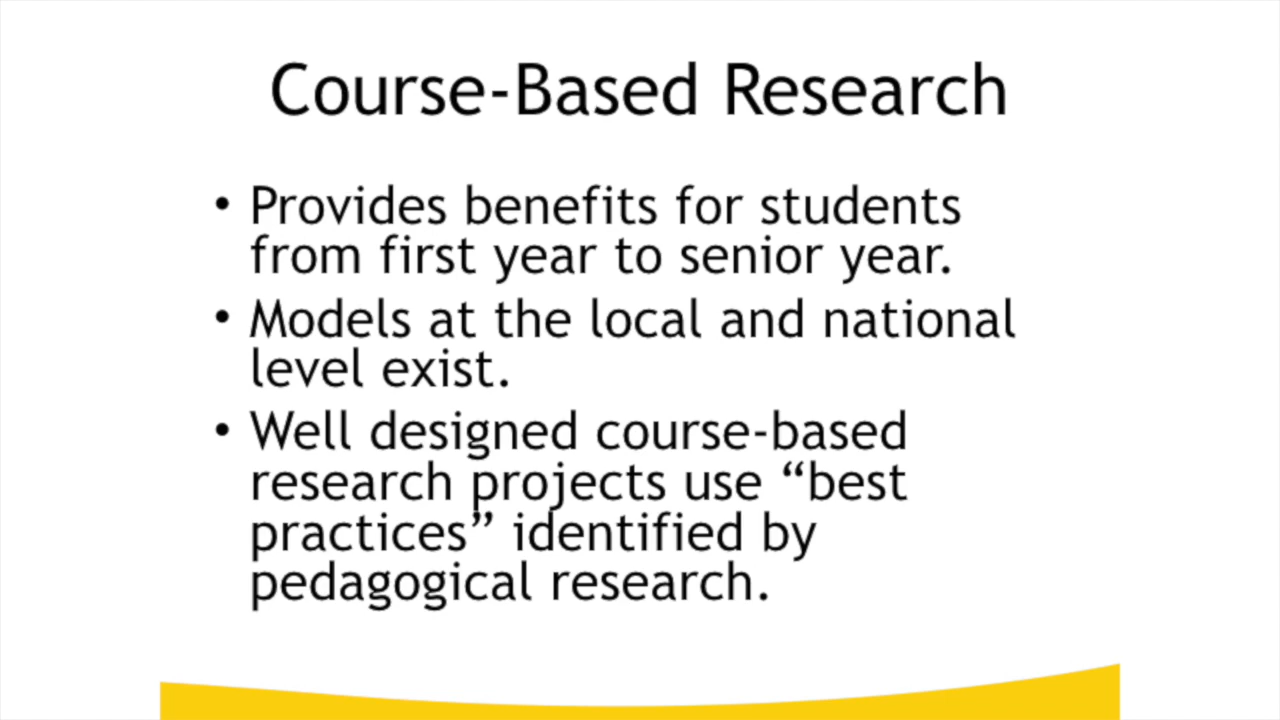 Course-Based Research
• Provides benefits for students
from first year to senior year.
• Models at the local and national
level exist.
• Well designed course-based
research projects use “best
practices” identified by
pedagogical research.